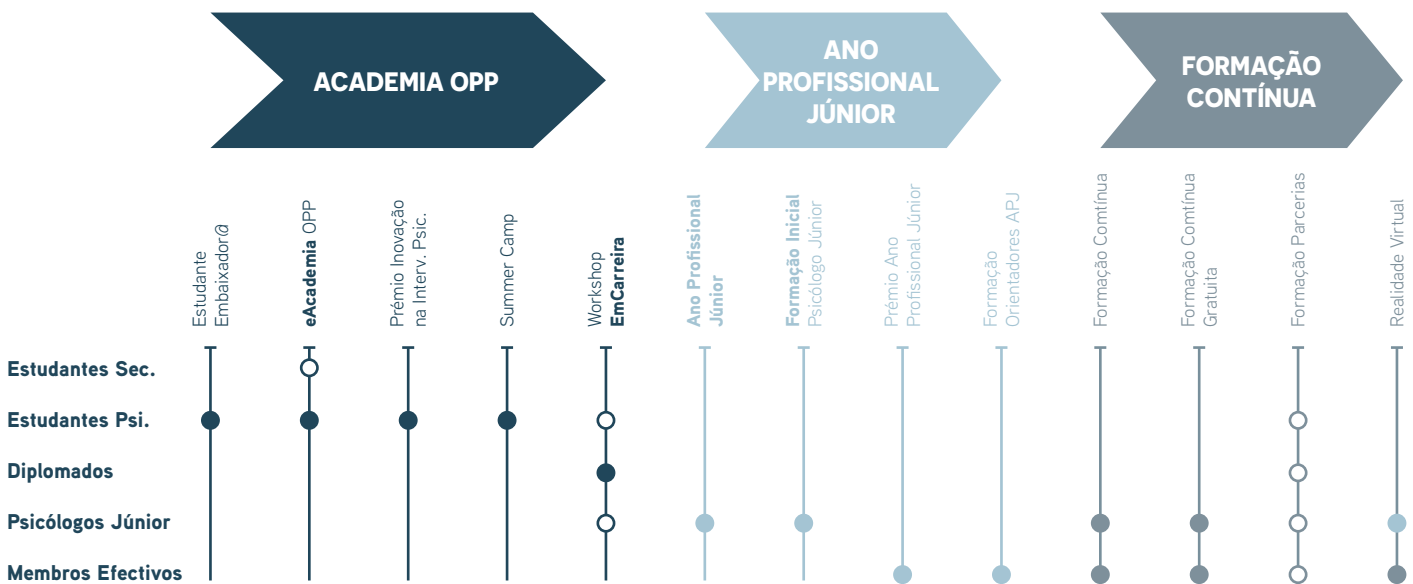 ACADEMIA OPP
ANO
PROFISSIONAL
JÚNIOR
FORMAÇÃO
CONTÍNUA
Estudante
Embaixador@
eAcademia OPP
Prémio Inovação
na Interv. Psic.
Summer Camp
Workshop
EmCarreira
Ano Profissional
Júnior
Formação Inicial
Psicólogo Júnior
Prémio Ano
Profissional Júnior
Formação
Orientadores APJ
Formação Comtínua
Formação Comtínua
Gratuita
Formação Parcerias
Realidade Virtual
Estudantes Sec.
Estudantes Psi.
Diplomados
Psicólogos Júnior
Membros Efectivos